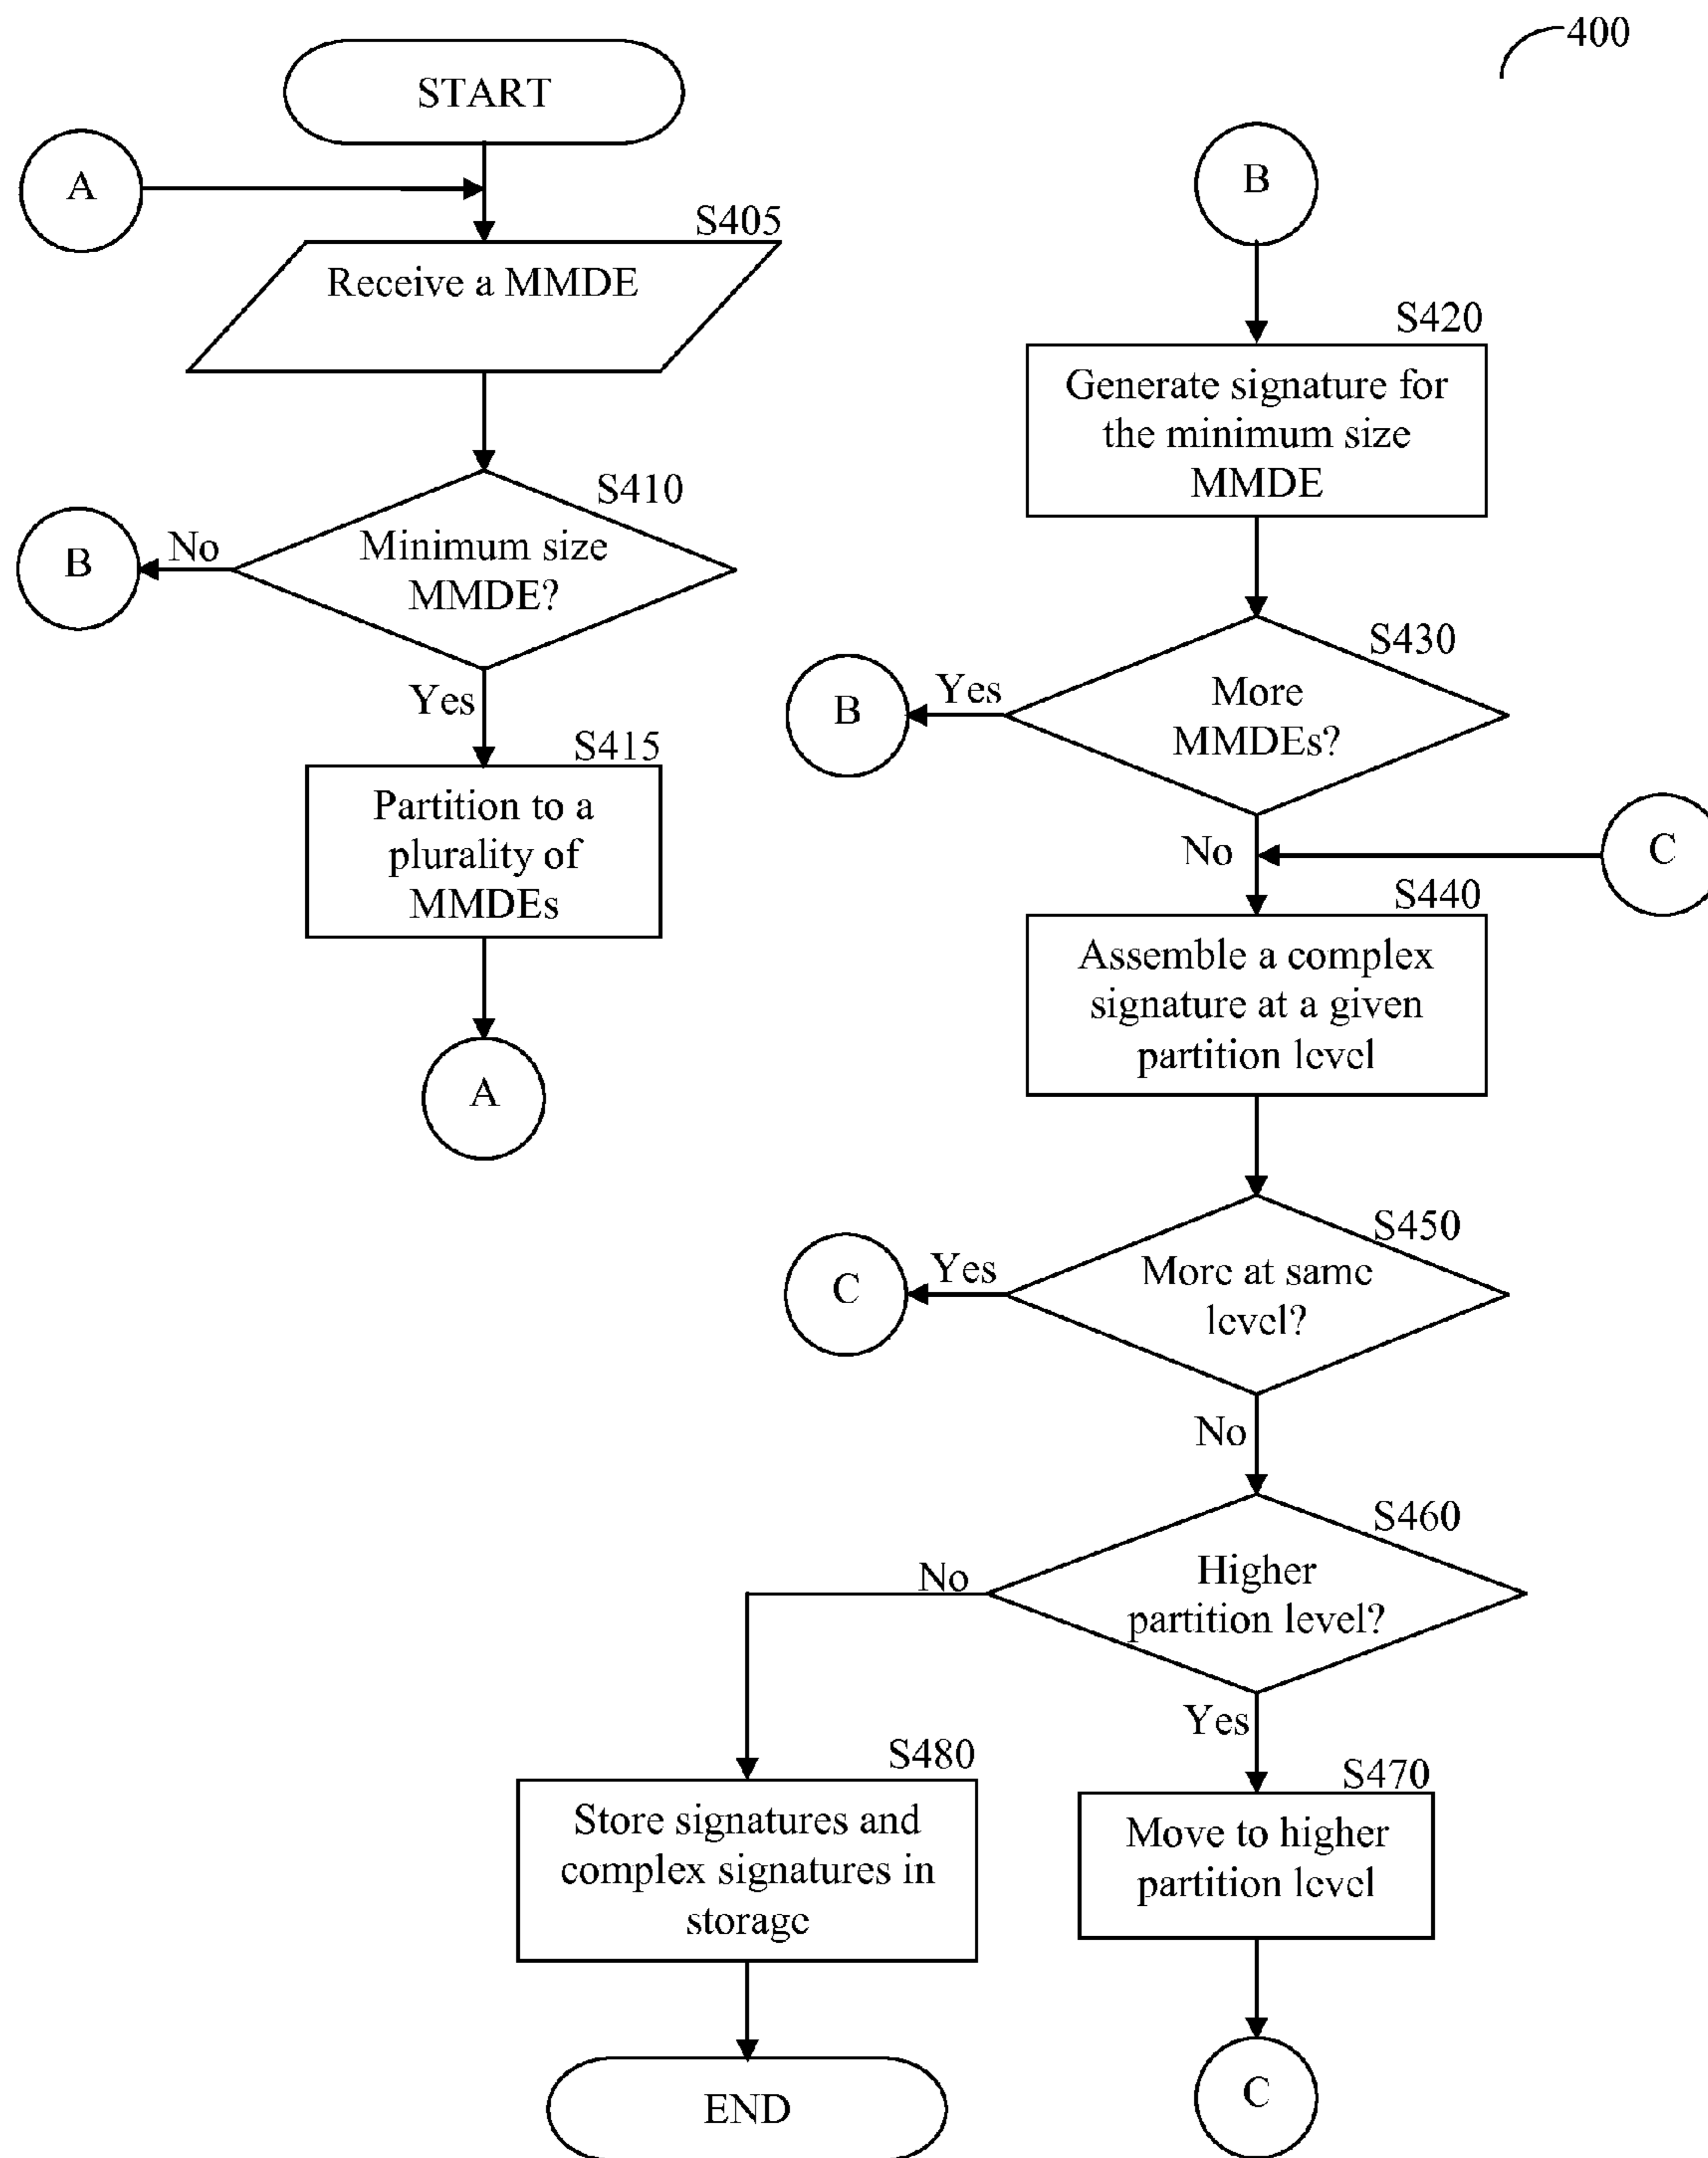 400
START
A
S405
Receive a MMDE
S410
Minimum size
MMDE?
No
B
Yes
S415
Partition to a
plurality of
MMDEs
A
B
S420
Generate signature for
the minimum size
MMDE
S430
More
MMDEs?
Yes
B
No
C
S440
Assemble a complex
signature at a given
partition level
S450
More at same
level?
Yes
C
No
S460
Higher
partition level?
No
Yes
S480
Store signatures and
complex signatures in
storage
END
S470
Move to higher
partition level
C